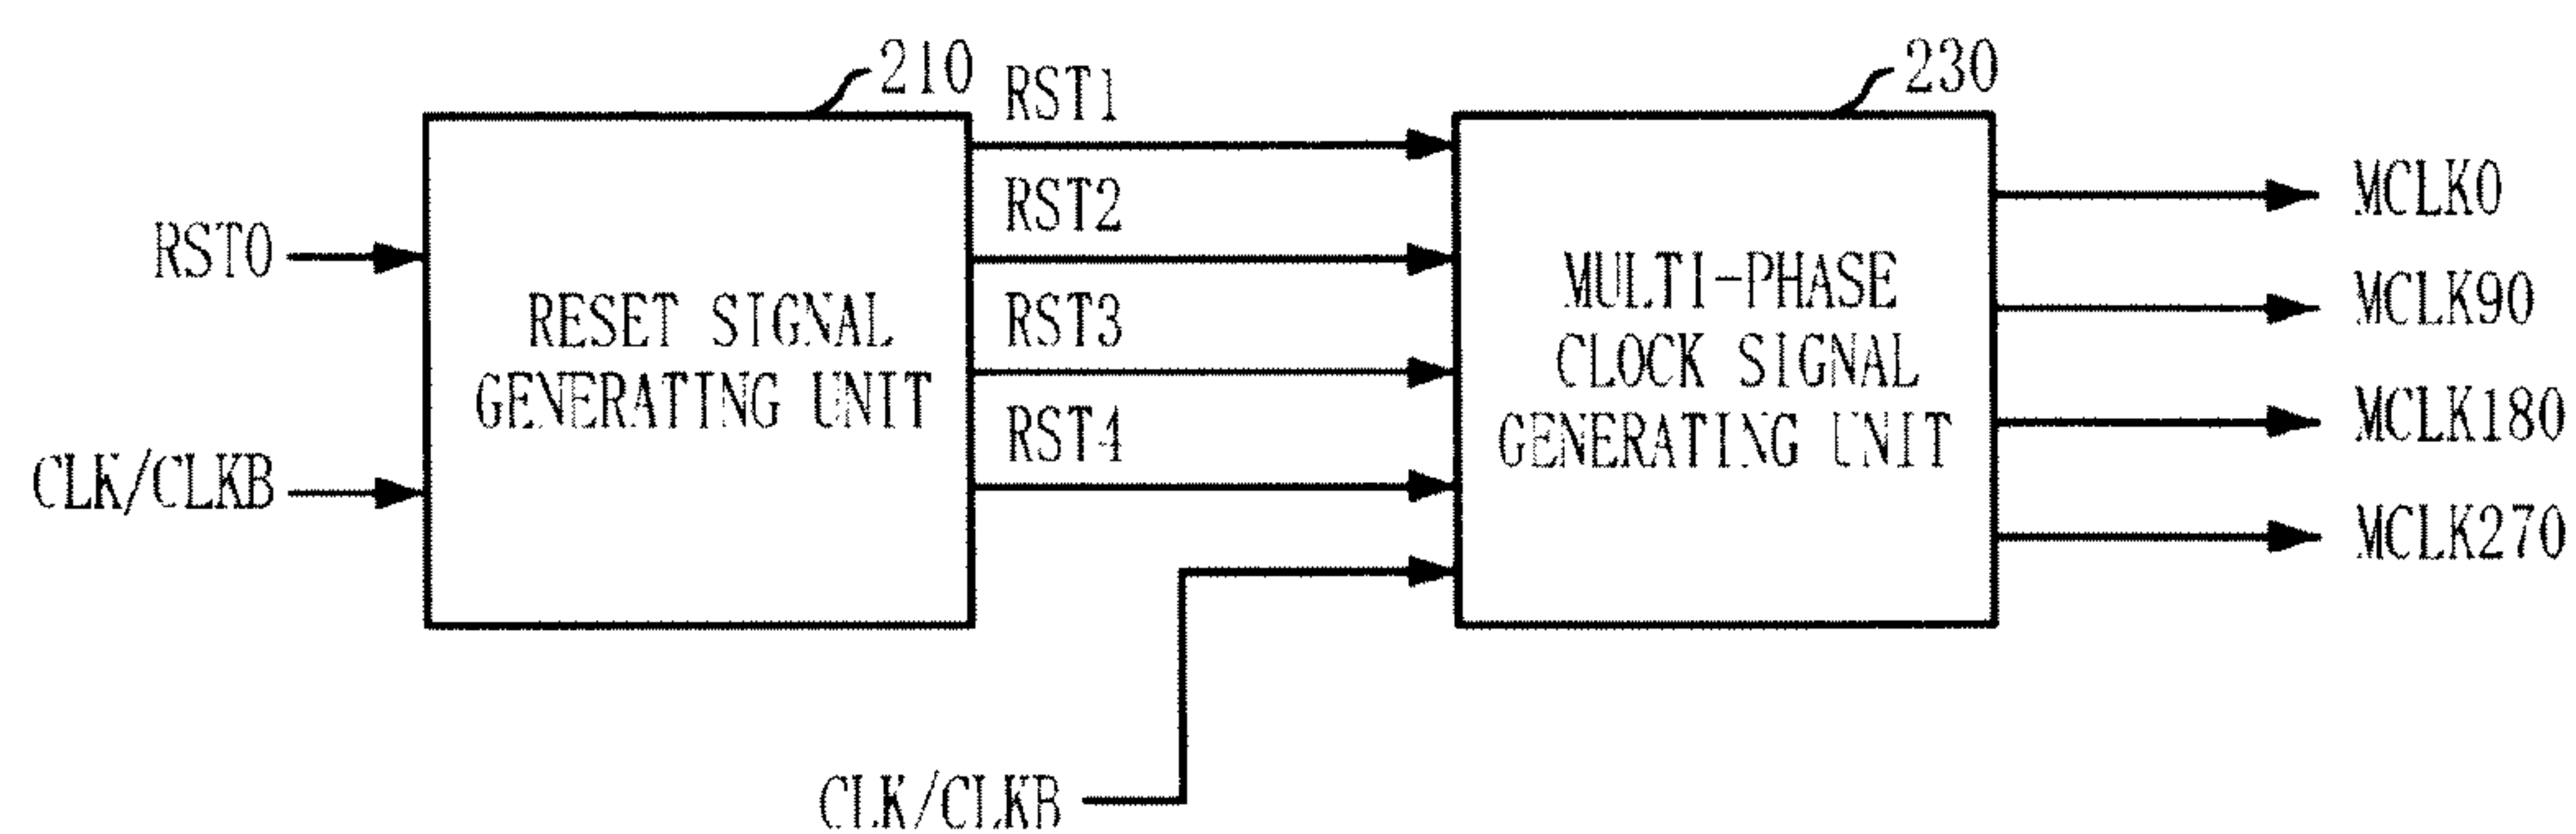 210
RST1
230
RST2
MCLK0
RST0
MULTI-PHASE
CLOCK SIGNAL
GENERATING UNIT
MCLK90
RESET SIGNAL
GENERATING UNIT
RST3
RST4
MCLK180
CLK/CLKB
MCLK270
CLK/CLKB